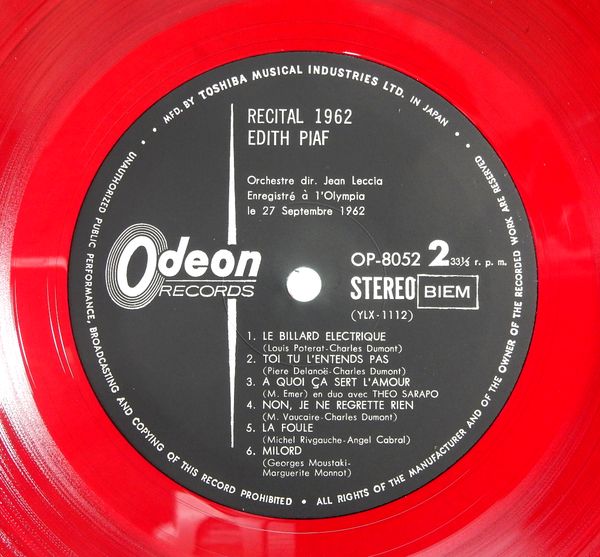 MFD. BY TOSHIBA MUSICAL INDUSTRIES LTD. IN JAPAN
RECITAL 1962
EDITH PIAF
Orchestre dir. Jean Leccia
Enregistré à l'Olympia
le 27 Septembre 1962
Odeon
RECORDS
OP-8052 2 33⅓ r. p. m.
STEREO BIEM
(YLX-1112)
1. LE BILLARD ELECTRIQUE
(Louis Poterat-Charles Dumont)
2. TOI TU L'ENTENDS PAS
(Piere Delanoë-Charles Dumont)
3. A QUOI ÇA SERT L'AMOUR
(M. Emer) en duo avec THEO SARAPO
4. NON, JE NE REGRETTE RIEN
(M. Vaucaire-Charles Dumont)
5. LA FOULE
(Michel Rivgauche-Angel Cabral)
6. MILORD
(Georges Moustaki-
Marguerite Monnot)
UNAUTHORIZED PUBLIC PERFORMANCE, BROADCASTING AND COPYING OF THIS RECORD PROHIBITED • ALL RIGHTS OF THE MANUFACTURER AND OF THE OWNER OF THE RECORDED WORK ARE RESERVED